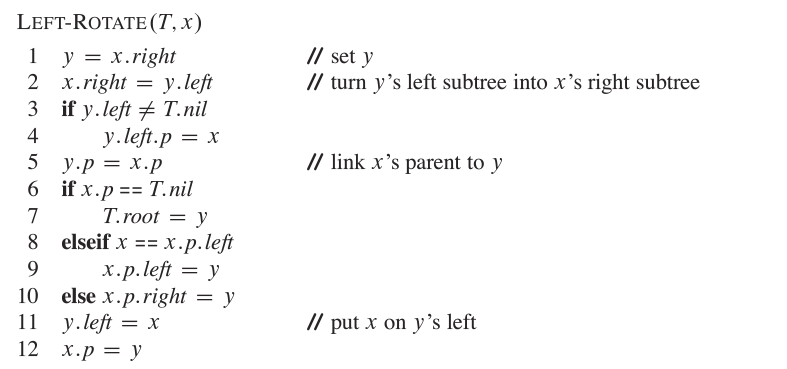 LEFT-ROTATE(T, x)
1 y = x.right // set y
2 x.right = y.left // turn y's left subtree into x's right subtree
3 if y.left ≠ T.nil
4 y.left.p = x
5 y.p = x.p // link x's parent to y
6 if x.p == T.nil
7 T.root = y
8 elseif x == x.p.left
9 x.p.left = y
10 else x.p.right = y
11 y.left = x // put x on y's left
12 x.p = y